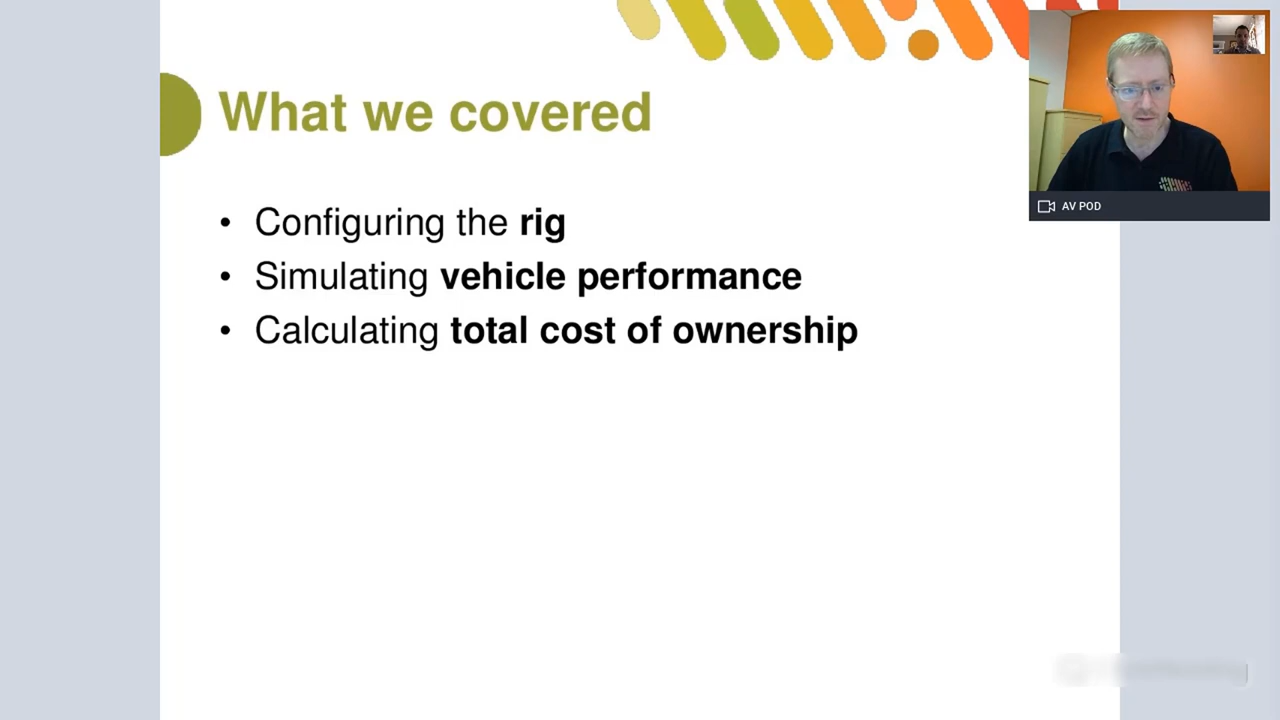 What we covered
• Configuring the rig
• Simulating vehicle performance
• Calculating total cost of ownership
AV POD